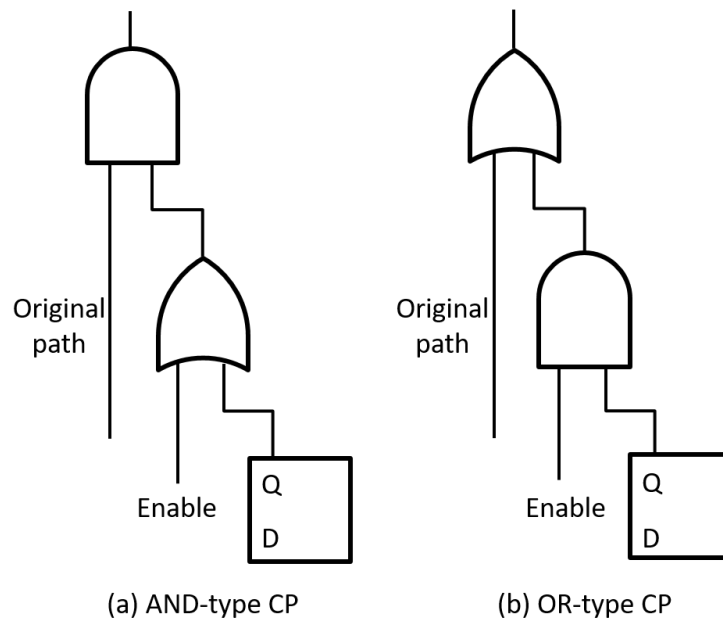 Original
path
Enable
Q
D
(a) AND-type CP
Original
path
Enable
Q
D
(b) OR-type CP